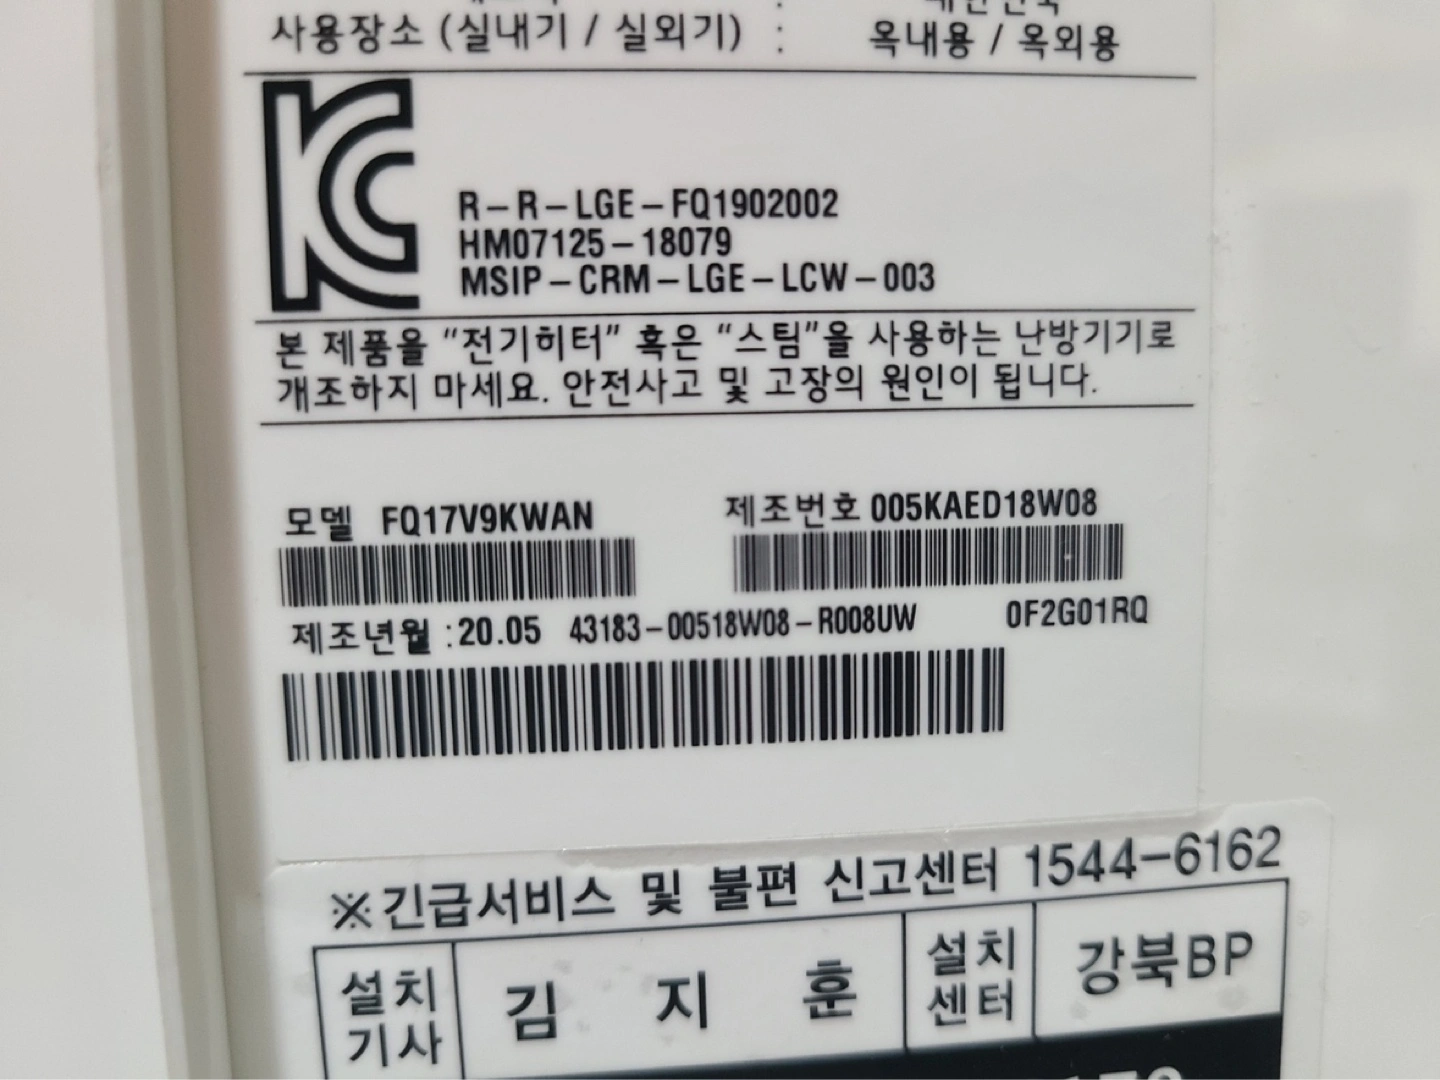 사용장소 (실내기 / 실외기) : 옥내용 / 옥외용
R-R-LGE-FQ1902002
HM07125-18079
MSIP-CRM-LGE-LCW-003
본 제품을 “전기히터” 혹은 “스팀”을 사용하는 난방기기로
개조하지 마세요. 안전사고 및 고장의 원인이 됩니다.
모델 FQ17V9KWAN 제조번호 005KAED18W08
제조년월 :20.05 43183-00518W08-R008UW 0F2G01RQ
※긴급서비스 및 불편 신고센터 1544-6162
설치 기사 김 지 훈 설치 센터 강북BP